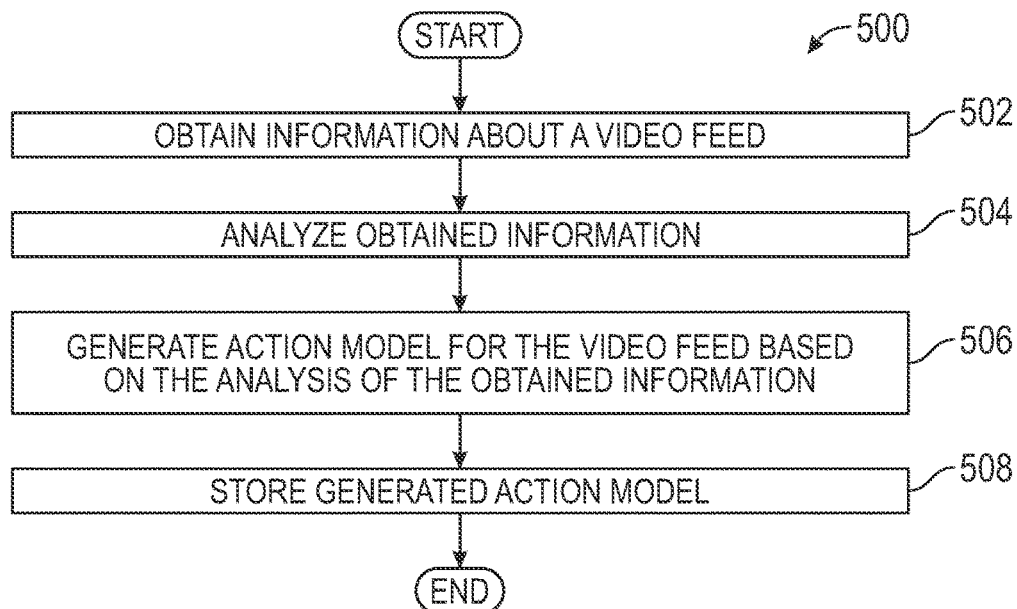 START
500
OBTAIN INFORMATION ABOUT A VIDEO FEED
502
ANALYZE OBTAINED INFORMATION
504
GENERATE ACTION MODEL FOR THE VIDEO FEED BASED
ON THE ANALYSIS OF THE OBTAINED INFORMATION
506
STORE GENERATED ACTION MODEL
508
END